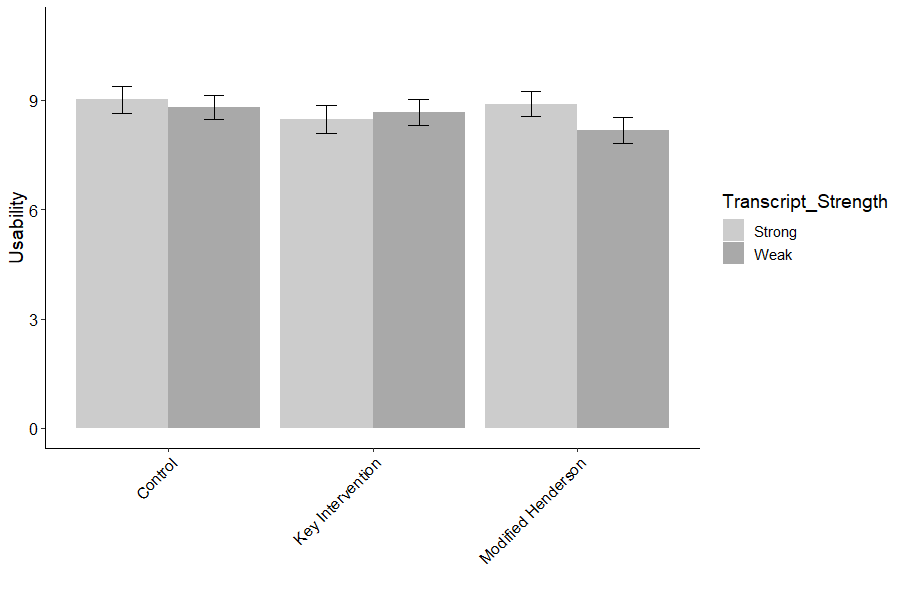 Usability
9
6
3
0
Control
Key Intervention
Modified Henderson
Transcript_Strength
Strong
Weak